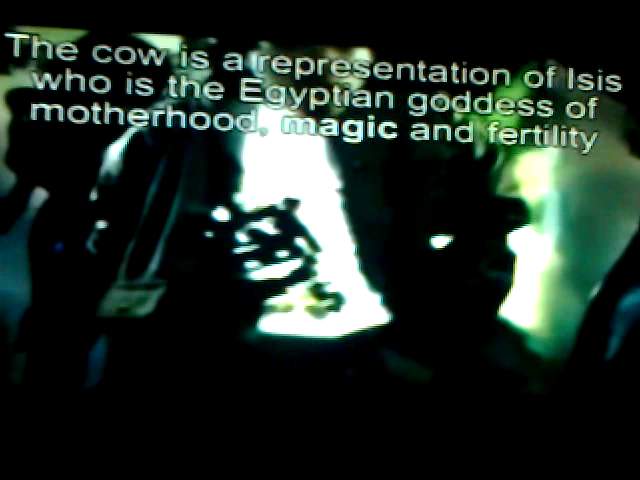 The cow is a representation of Isis
who is the Egyptian goddess of
motherhood, magic and fertility